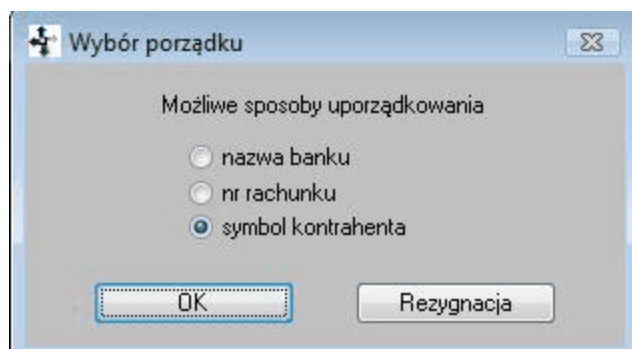 Wybór porządku
Możliwe sposoby uporządkowania
nazwa banku
nr rachunku
symbol kontrahenta
OK Rezygnacja